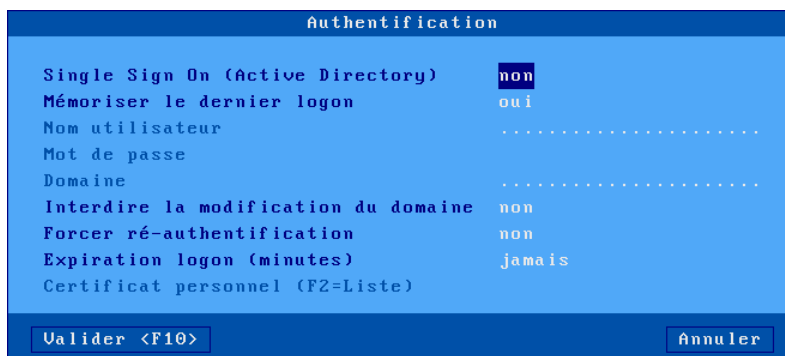 Authentification
Single Sign On (Active Directory) non
Mémoriser le dernier logon oui
Nom utilisateur ......................
Mot de passe
Domaine ......................
Interdire la modification du domaine non
Forcer ré-authentification non
Expiration logon (minutes) jamais
Certificat personnel (F2=Liste)
Valider <F10> Annuler